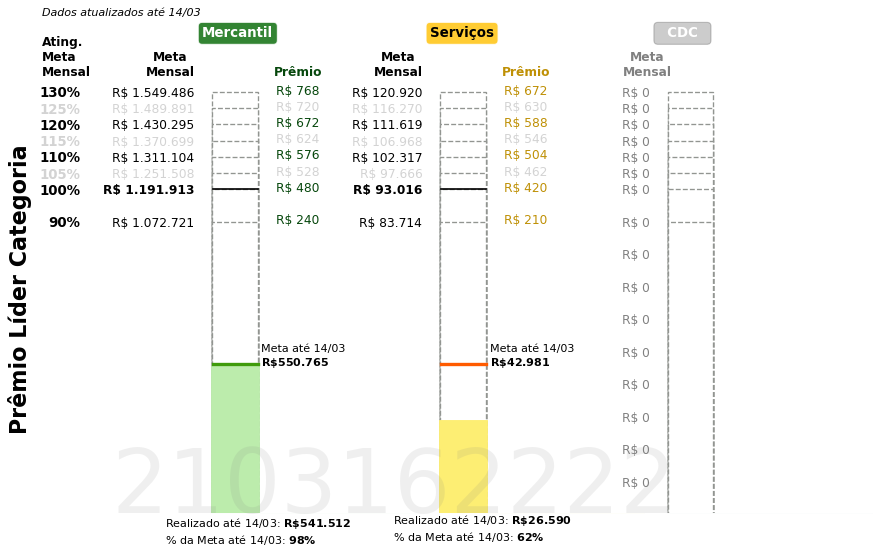 Dados atualizados até 14/03
Mercantil
Serviços
CDC
Ating.
Meta
Mensal
Meta
Mensal
Prêmio
Meta
Mensal
Prêmio
Meta
Mensal
130% R$ 1.549.486 R$ 768 R$ 120.920 R$ 672 R$ 0
125% R$ 1.489.891 R$ 720 R$ 116.270 R$ 630 R$ 0
120% R$ 1.430.295 R$ 672 R$ 111.619 R$ 588 R$ 0
115% R$ 1.370.699 R$ 624 R$ 106.968 R$ 546 R$ 0
110% R$ 1.311.104 R$ 576 R$ 102.317 R$ 504 R$ 0
105% R$ 1.251.508 R$ 528 R$ 97.666 R$ 462 R$ 0
100% R$ 1.191.913 R$ 480 R$ 93.016 R$ 420 R$ 0
90% R$ 1.072.721 R$ 240 R$ 83.714 R$ 210 R$ 0
R$ 0
R$ 0
R$ 0
R$ 0
R$ 0
R$ 0
R$ 0
R$ 0
Prêmio Líder Categoria
Meta até 14/03
R$550.765
Meta até 14/03
R$42.981
2103162222
Realizado até 14/03: R$541.512
% da Meta até 14/03: 98%
Realizado até 14/03: R$26.590
% da Meta até 14/03: 62%